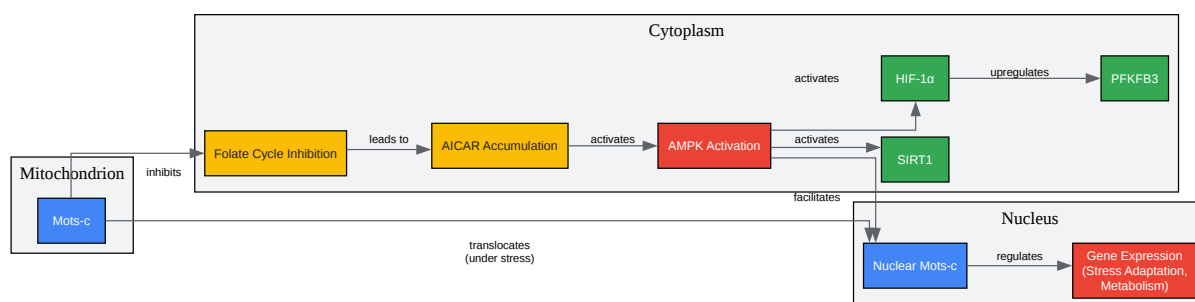 Cytoplasm
HIF-1α
upregulates
PFKFB3
activates
Folate Cycle Inhibition
leads to
AICAR Accumulation
activates
AMPK Activation
activates
SIRT1
Mitochondrion
inhibits
Mots-c
facilitates
translocates
(under stress)
Nucleus
Nuclear Mots-c
regulates
Gene Expression
(Stress Adaptation,
Metabolism)